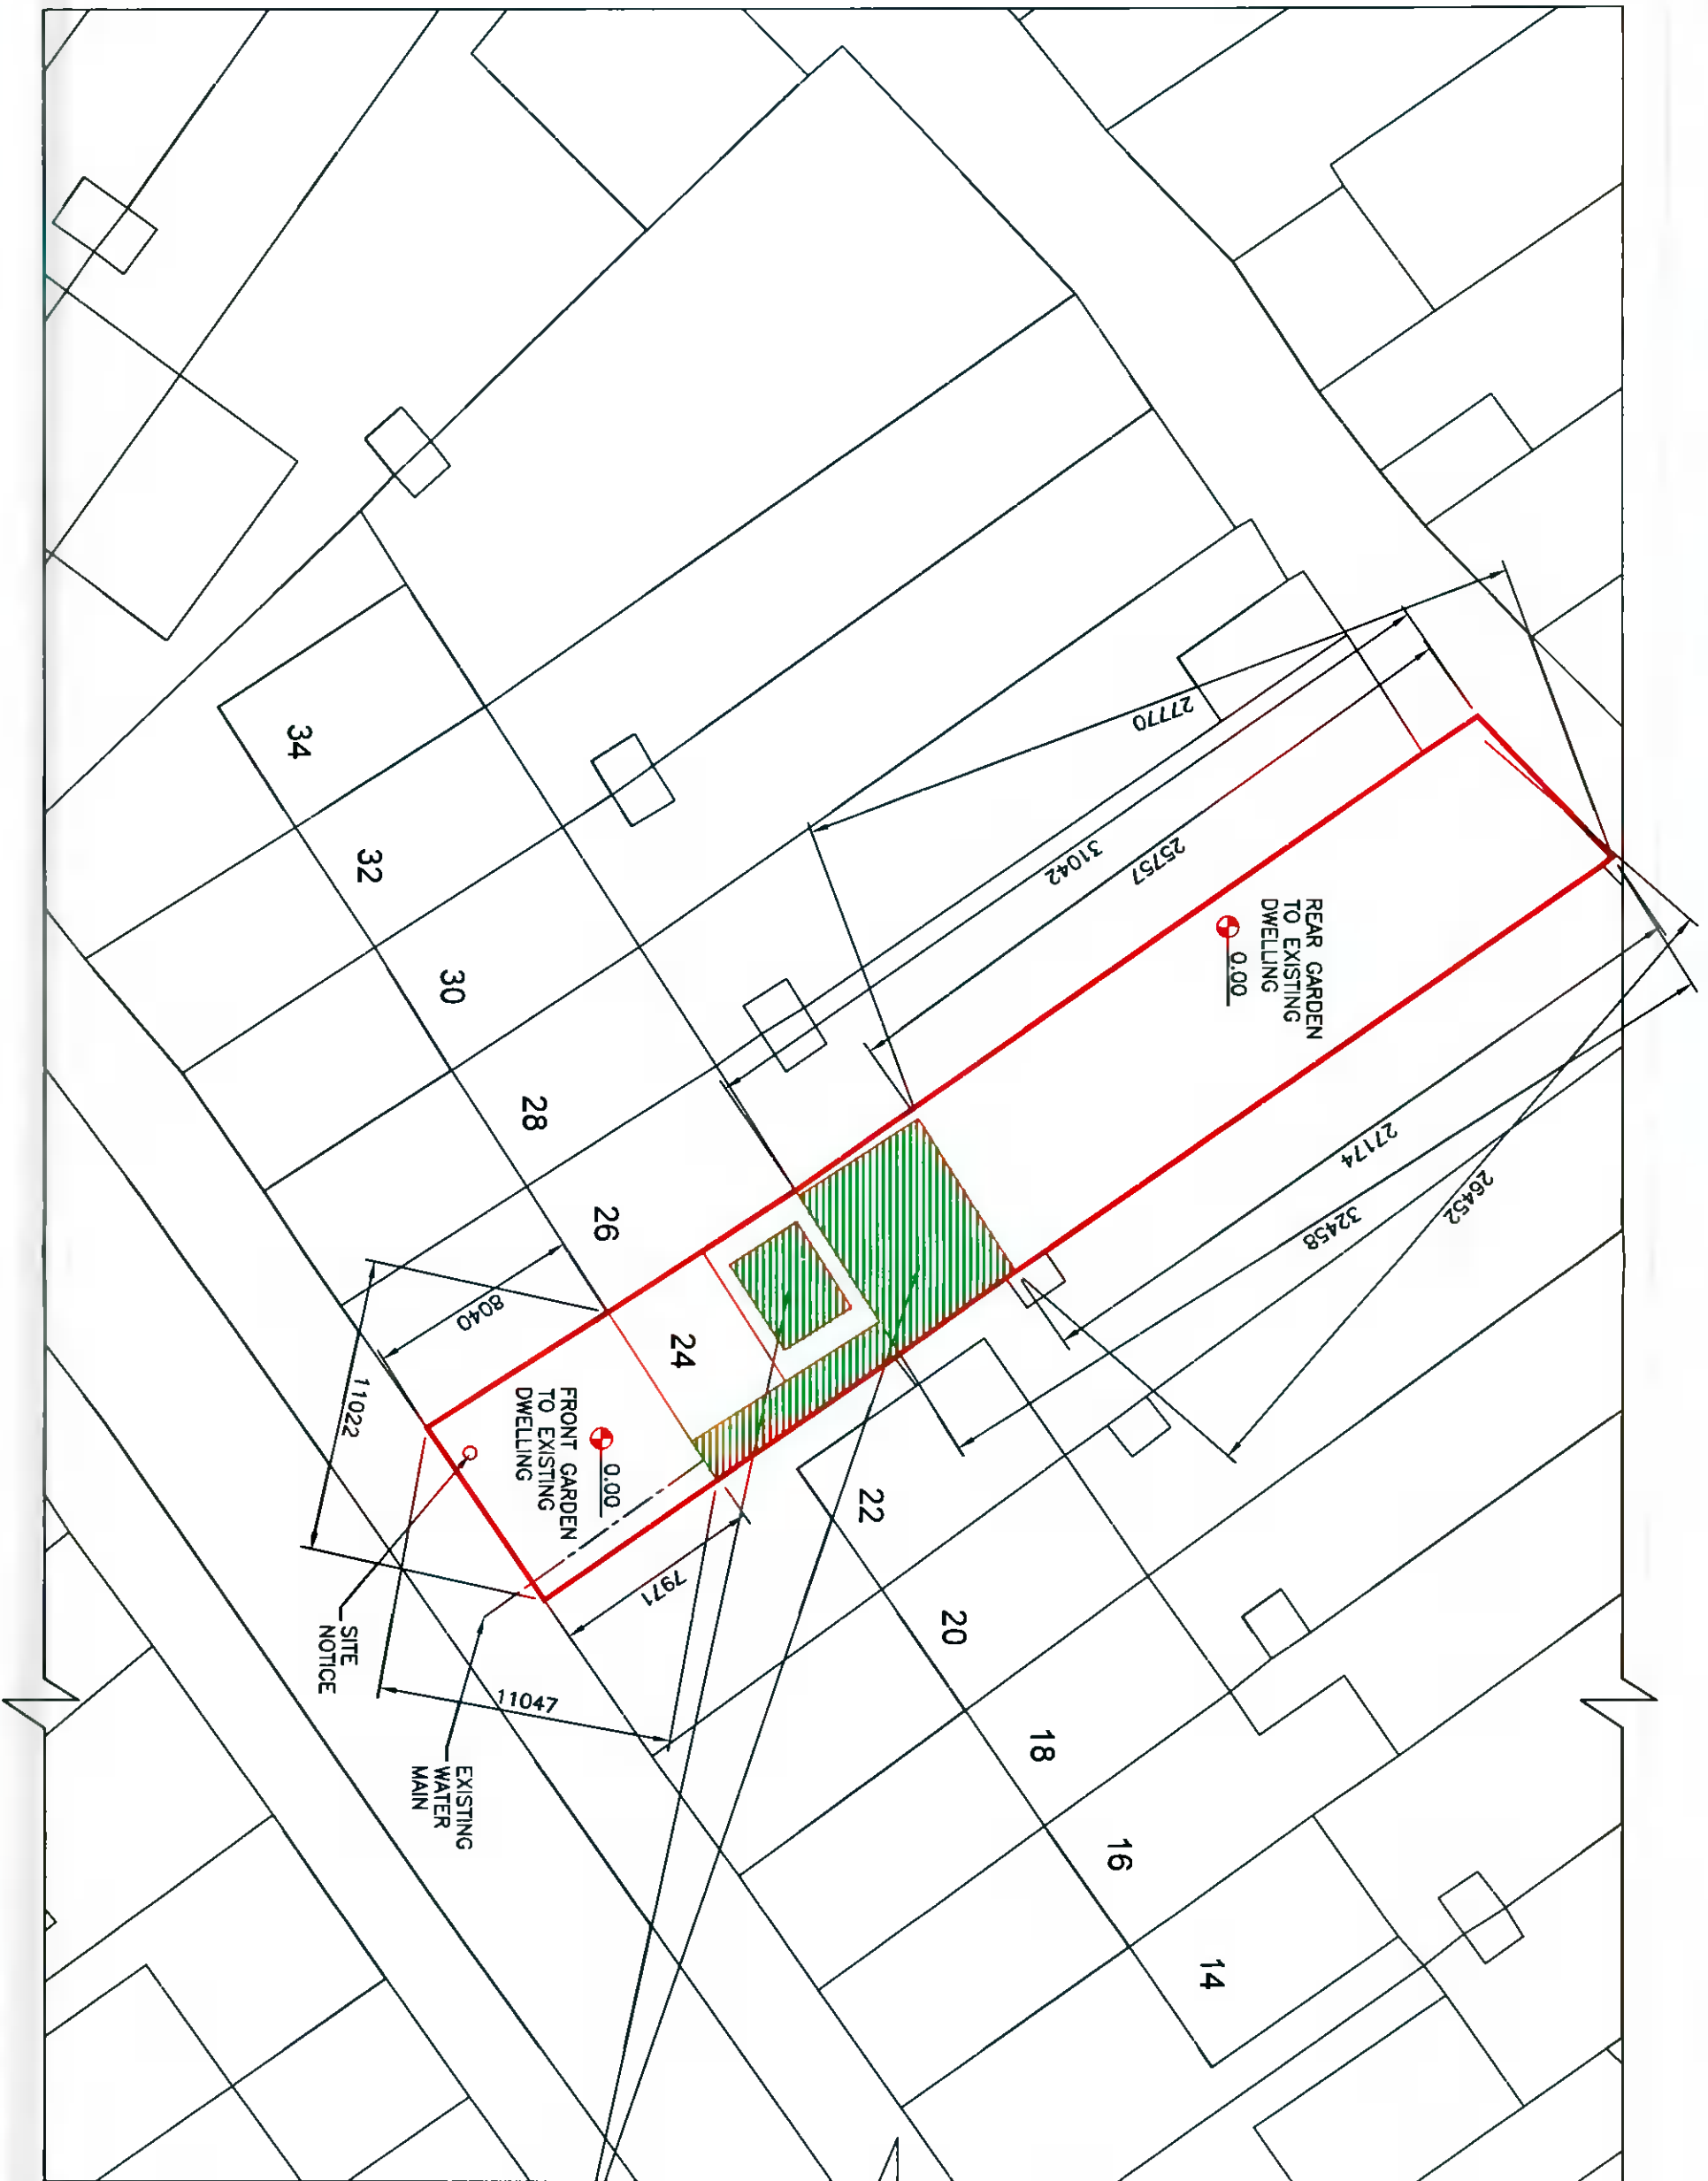 27770
31042
25757
REAR GARDEN
TO EXISTING
DWELLING
0.00
27174
32458
26452
34
32
30
28
26
24
22
20
18
16
14
8040
11022
FRONT GARDEN
TO EXISTING
DWELLING
0.00
7971
11047
SITE
NOTICE
EXISTING
WATER
MAIN